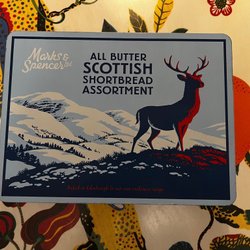 Marks &
Spencer
ALL BUTTER
SCOTTISH
SHORTBREAD
ASSORTMENT